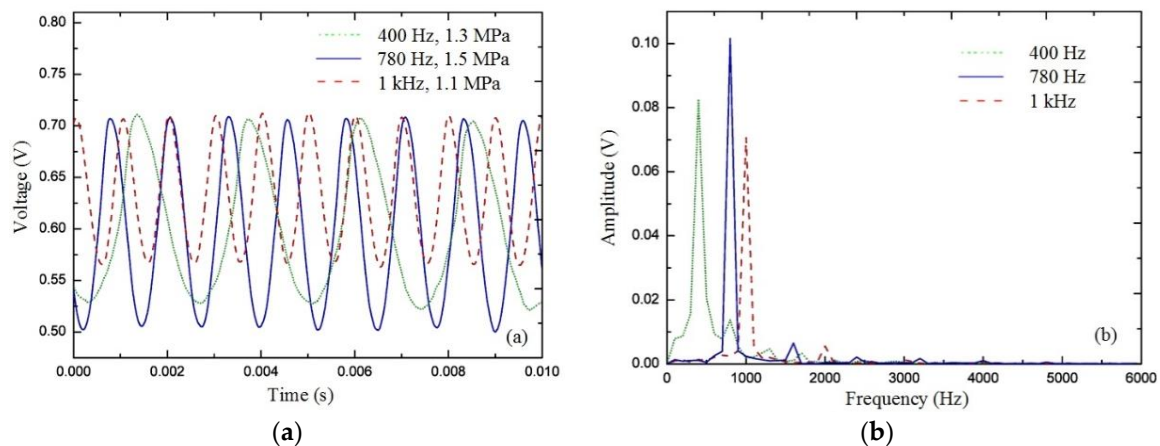 0.80
0.75
0.70
0.65
0.60
0.55
0.50
Voltage (V)
400 Hz, 1.3 MPa
780 Hz, 1.5 MPa
1 kHz, 1.1 MPa
(a)
0.000 0.002 0.004 0.006 0.008 0.010
Time (s)
(a)
0.10
0.08
0.06
0.04
0.02
0.00
Amplitude (V)
400 Hz
780 Hz
1 kHz
(b)
0 1000 2000 3000 4000 5000 6000
Frequency (Hz)
(b)